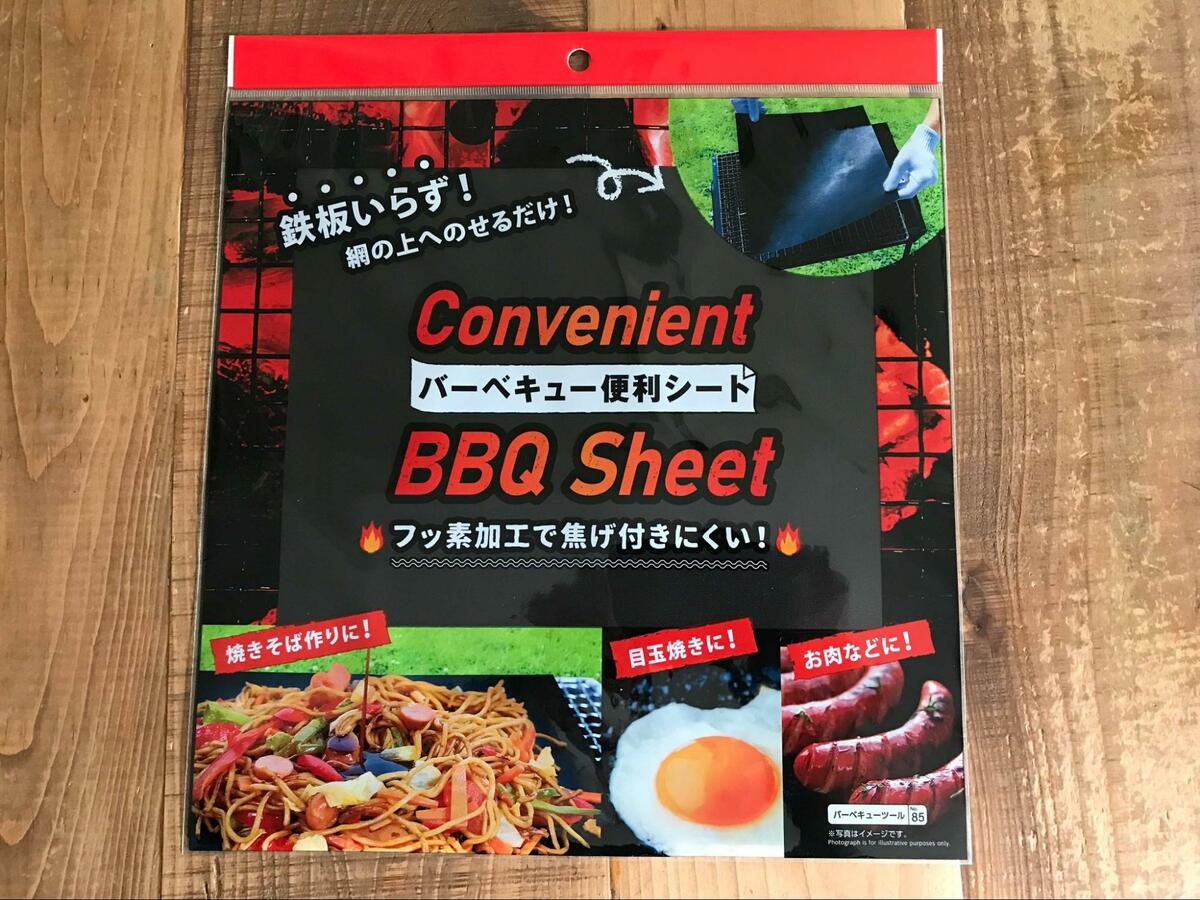 鉄板いらず！
網の上へのせるだけ！
Convenient
バーベキュー便利シート
BBQ Sheet
フッ素加工で焦げ付きにくい！
焼きそば作りに！
目玉焼きに！
お肉などに！
バーベキューツール No. 85
※写真はイメージです。
Photograph is for illustrative purposes only.